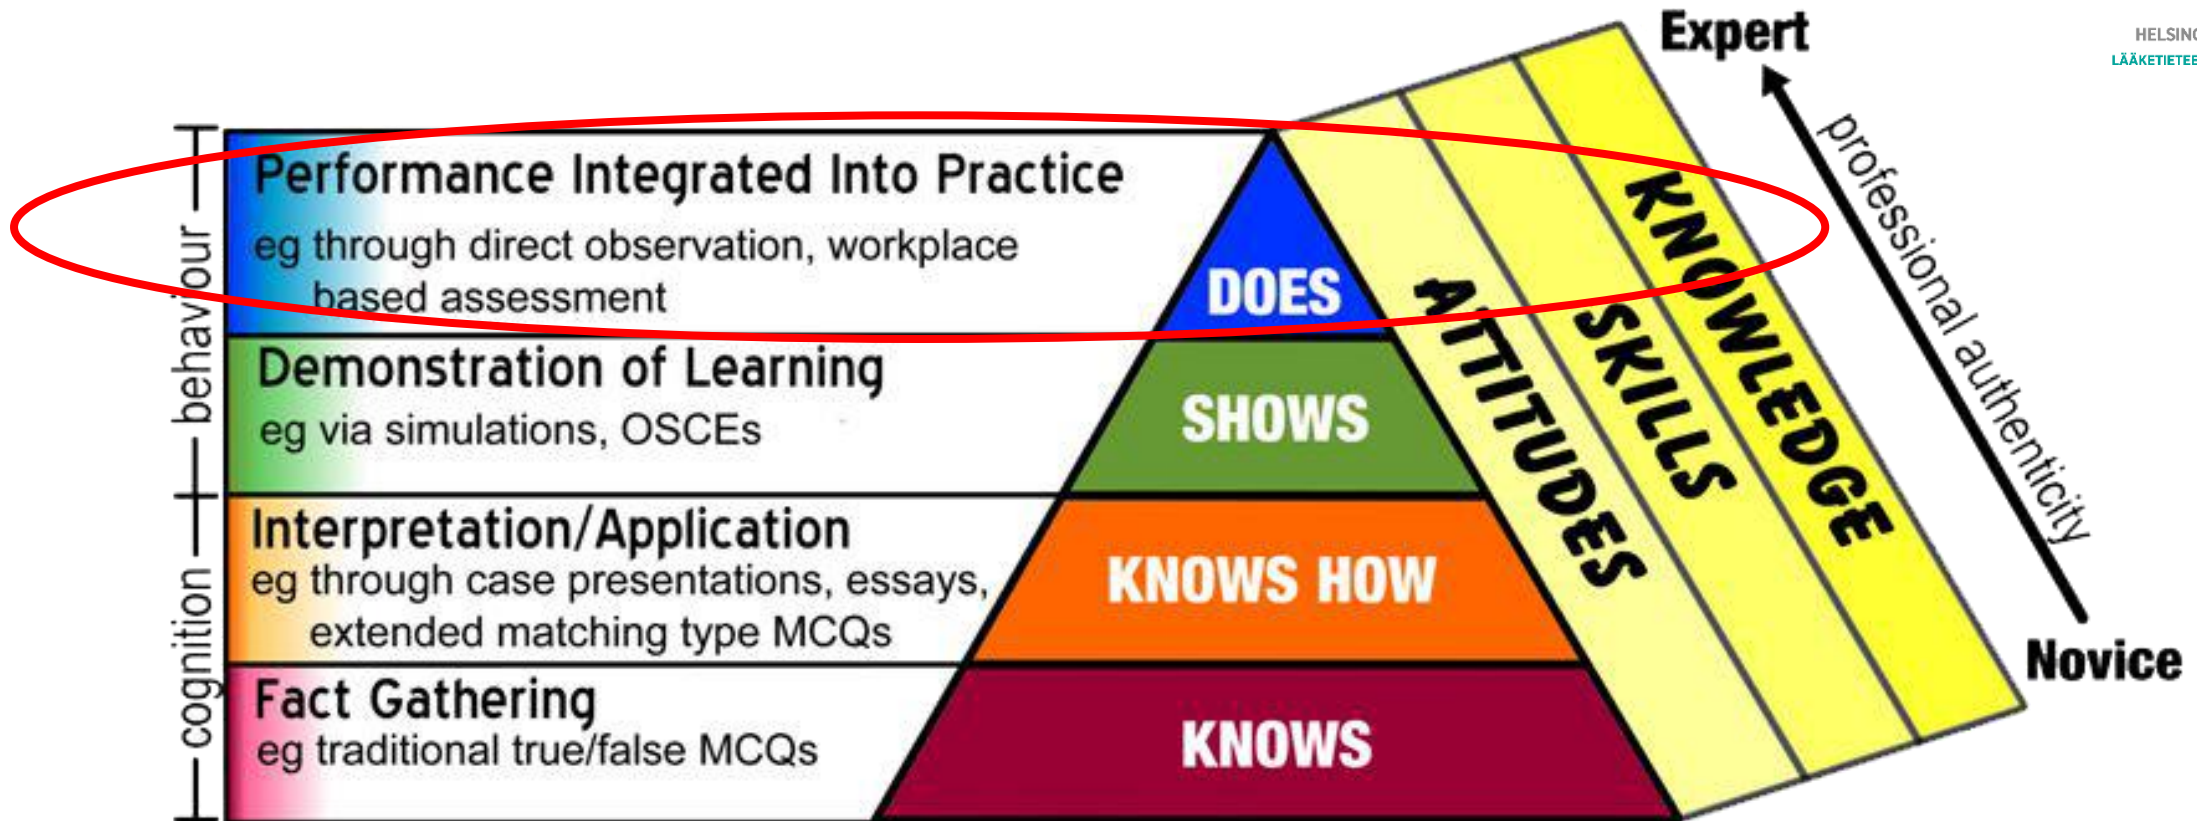 HELSING
LÄÄKETIETEE
Expert
professional authenticity
Novice
behaviour
cognition
Performance Integrated Into Practice
eg through direct observation, workplace
based assessment
DOES
Demonstration of Learning
eg via simulations, OSCEs
SHOWS
Interpretation/Application
eg through case presentations, essays,
extended matching type MCQs
KNOWS HOW
Fact Gathering
eg traditional true/false MCQs
KNOWS
ATTITUDES
SKILLS
KNOWLEDGE